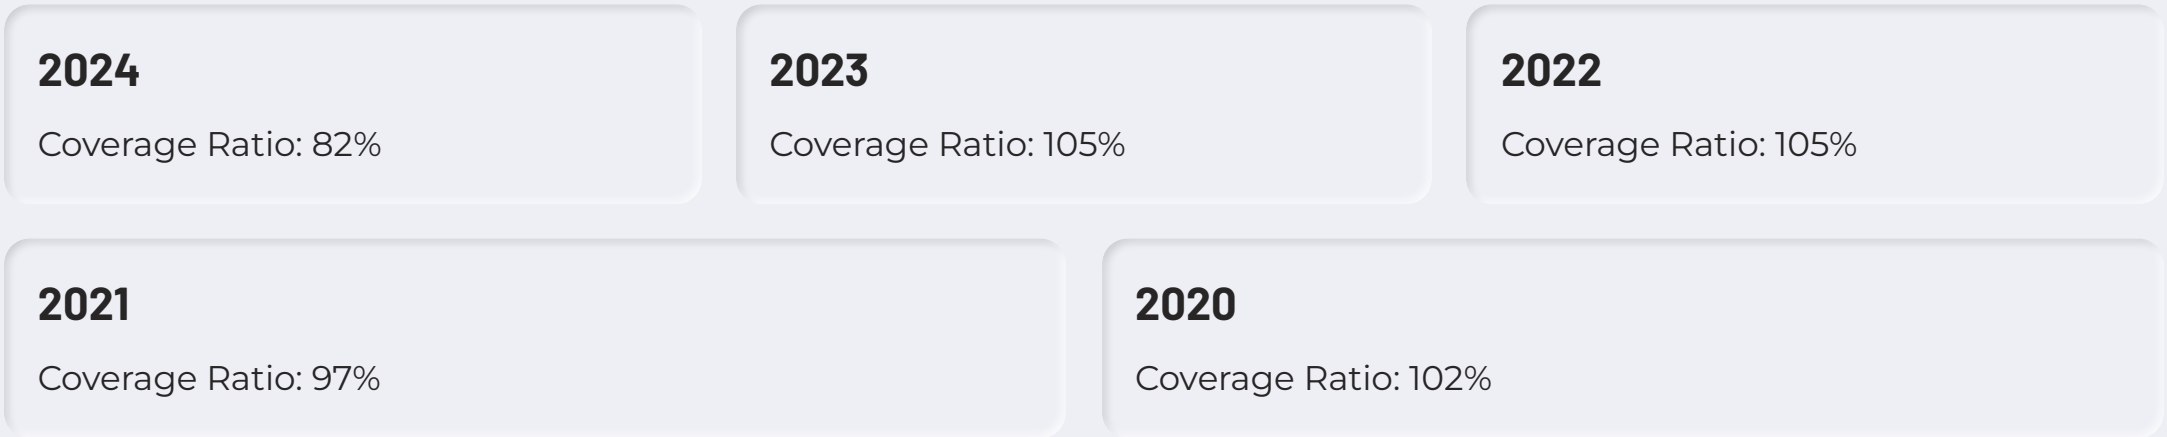 2024
Coverage Ratio: 82%
2023
Coverage Ratio: 105%
2022
Coverage Ratio: 105%
2021
Coverage Ratio: 97%
2020
Coverage Ratio: 102%